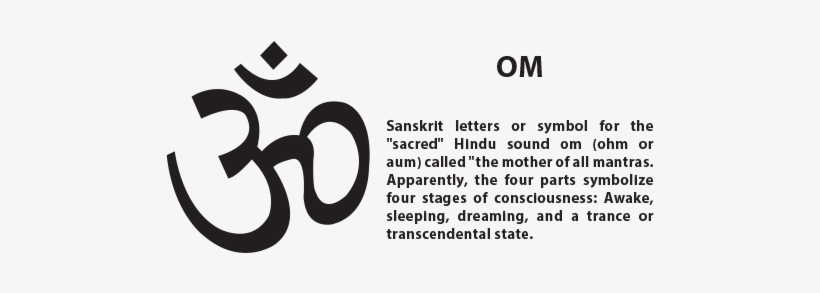 ॐ
OM
Sanskrit letters or symbol for the
"sacred" Hindu sound om (ohm or
aum) called "the mother of all mantras.
Apparently, the four parts symbolize
four stages of consciousness: Awake,
sleeping, dreaming, and a trance or
transcendental state.